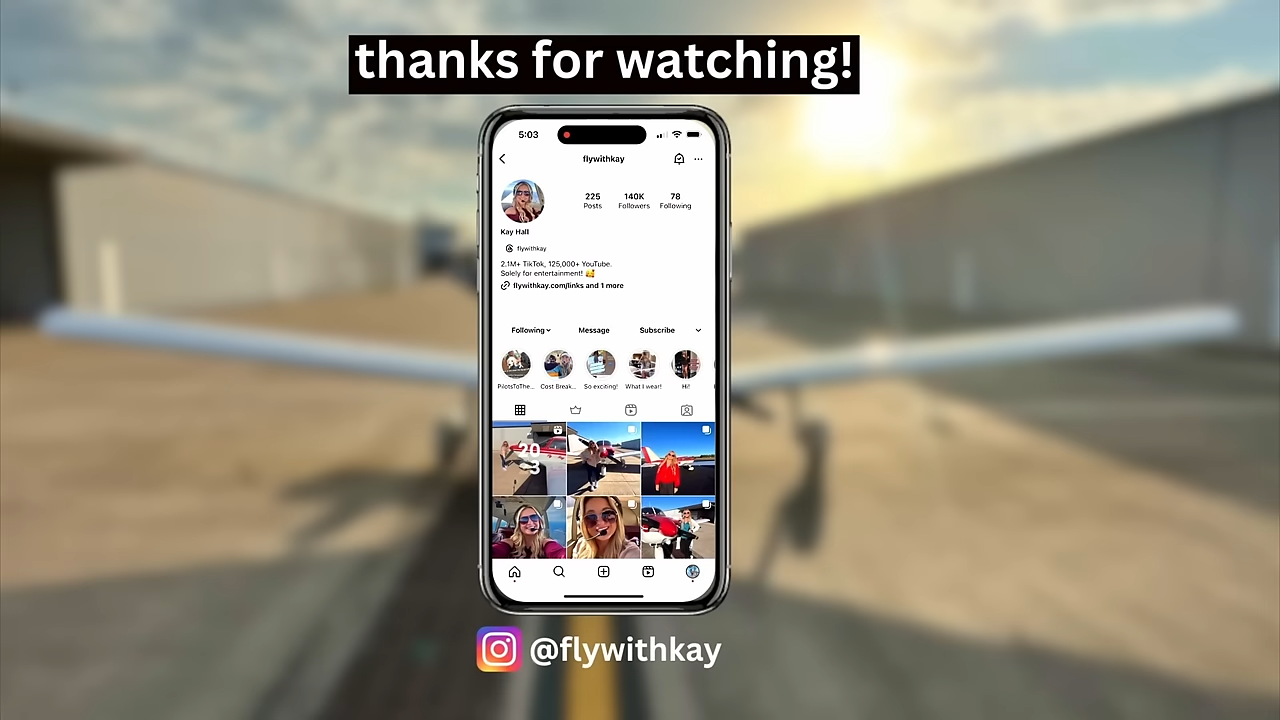 thanks for watching!
5:03
flywithkay
225 140K 78
Posts Followers Following
Kay Hall
flywithkay
2.1M+ TikTok, 125,000+ YouTube.
Solely for entertainment! 🥰
flywithkay.com/links and 1 more
Following Message Subscribe
PilotsToThe... Cost Break... So exciting! What I wear! Hi!
20
23
@flywithkay